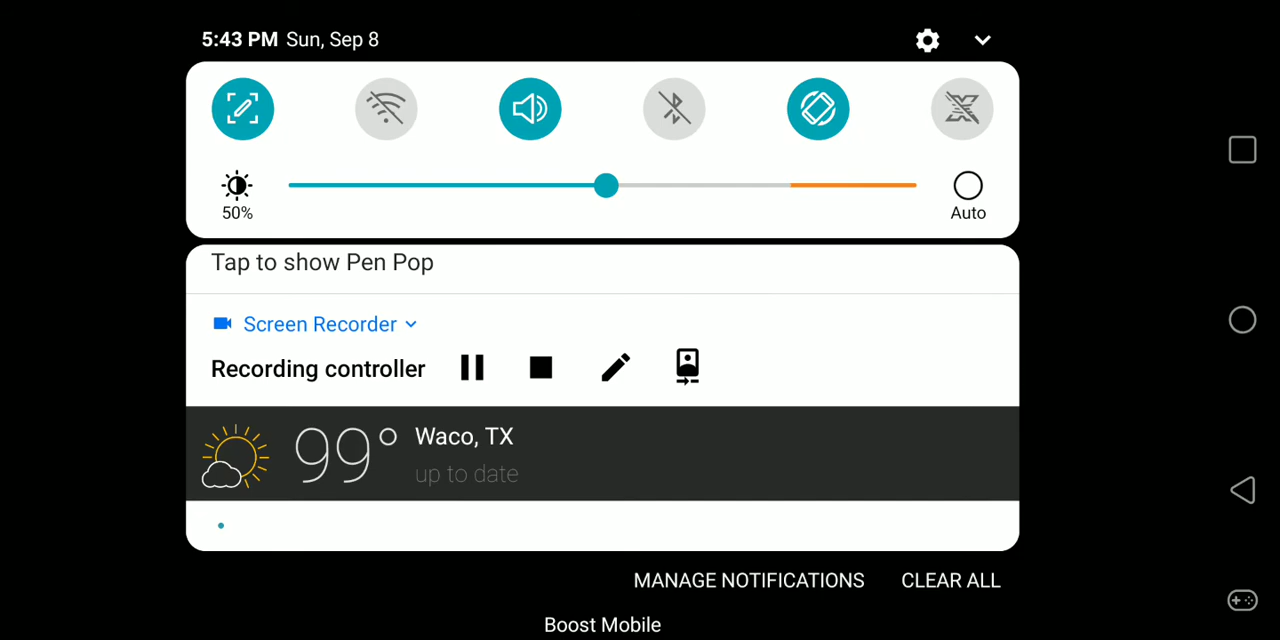 5:43 PM Sun, Sep 8
50%
Auto
Tap to show Pen Pop
Screen Recorder
Recording controller
99°
Waco, TX
up to date
MANAGE NOTIFICATIONS CLEAR ALL
Boost Mobile